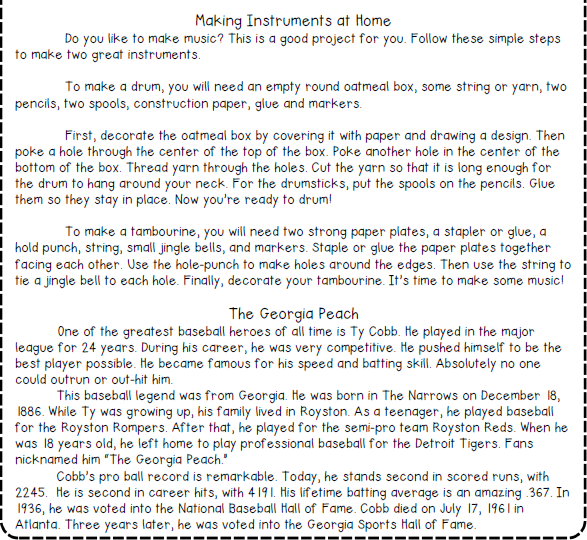 Making Instruments at Home
Do you like to make music? This is a good project for you. Follow these simple steps
to make two great instruments.
To make a drum, you will need an empty round oatmeal box, some string or yarn, two
pencils, two spools, construction paper, glue and markers.
First, decorate the oatmeal box by covering it with paper and drawing a design. Then
poke a hole through the center of the top of the box. Poke another hole in the center of the
bottom of the box. Thread yarn through the holes. Cut the yarn so that it is long enough for
the drum to hang around your neck. For the drumsticks, put the spools on the pencils. Glue
them so they stay in place. Now you're ready to drum!
To make a tambourine, you will need two strong paper plates, a stapler or glue, a
hold punch, string, small jingle bells, and markers. Staple or glue the paper plates together
facing each other. Use the hole-punch to make holes around the edges. Then use the string to
tie a jingle bell to each hole. Finally, decorate your tambourine. It's time to make some music!
The Georgia Peach
One of the greatest baseball heroes of all time is Ty Cobb. He played in the major
league for 24 years. During his career, he was very competitive. He pushed himself to be the
best player possible. He became famous for his speed and batting skill. Absolutely no one
could outrun or out-hit him.
This baseball legend was from Georgia. He was born in The Narrows on December 18,
1886. While Ty was growing up, his family lived in Royston. As a teenager, he played baseball
for the Royston Rompers. After that, he played for the semi-pro team Royston Reds. When he
was 18 years old, he left home to play professional baseball for the Detroit Tigers. Fans
nicknamed him "The Georgia Peach."
Cobb's pro ball record is remarkable. Today, he stands second in scored runs, with
2245. He is second in career hits, with 4191. His lifetime batting average is an amazing .367. In
1936, he was voted into the National Baseball Hall of Fame. Cobb died on July 17, 1961 in
Atlanta. Three years later, he was voted into the Georgia Sports Hall of Fame.